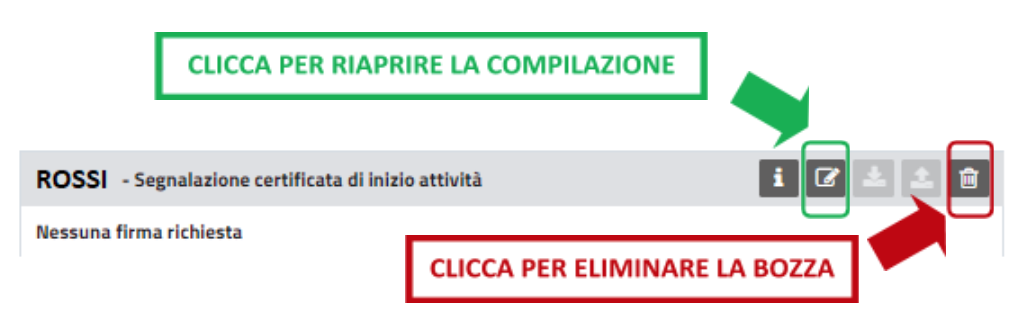 CLICCA PER RIAPRIRE LA COMPILAZIONE
ROSSI - Segnalazione certificata di inizio attività
Nessuna firma richiesta
CLICCA PER ELIMINARE LA BOZZA